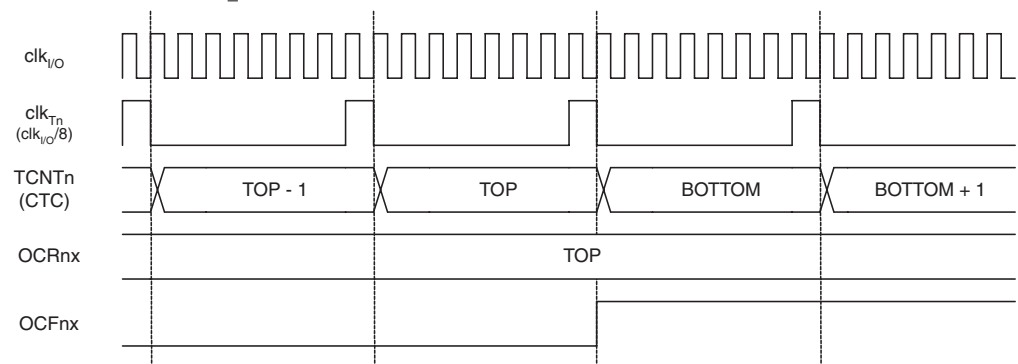 clkI/O
clkTn
(clkI/O/8)
TCNTn
(CTC)
TOP - 1
TOP
BOTTOM
BOTTOM + 1
OCRnx
TOP
OCFnx